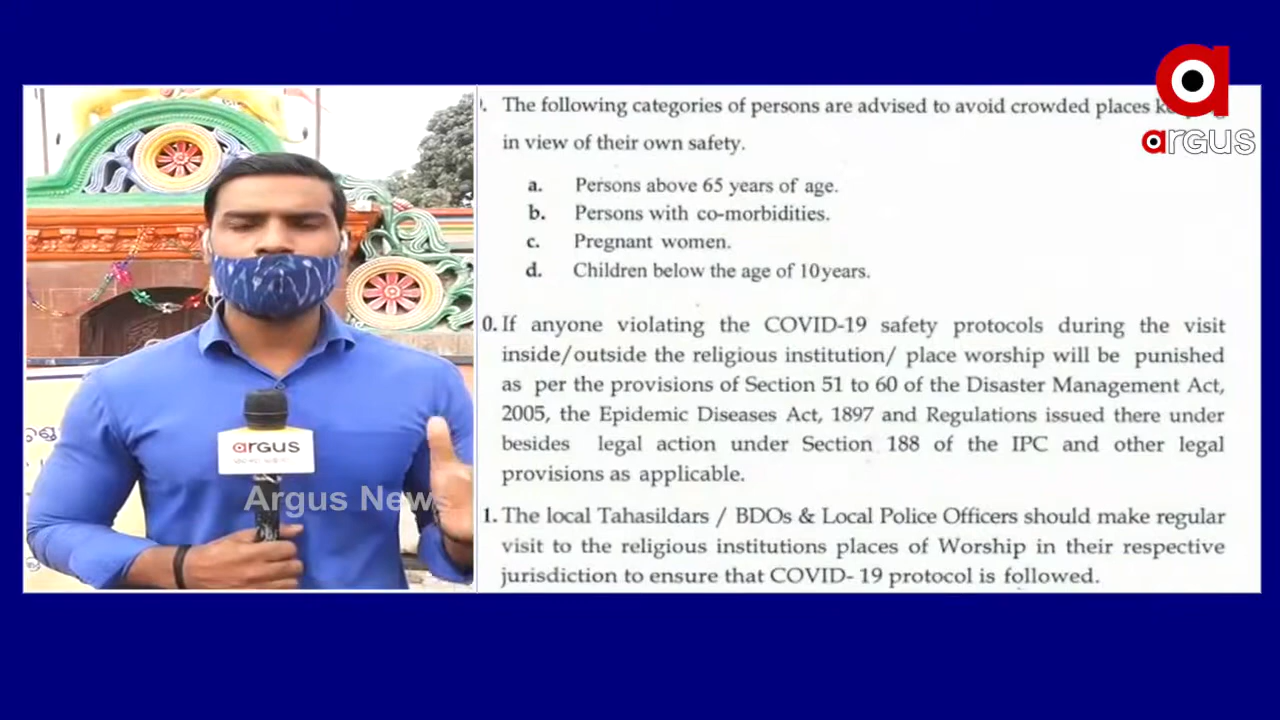 argus
). The following categories of persons are advised to avoid crowded places
in view of their own safety.
a. Persons above 65 years of age.
b. Persons with co-morbidities.
c. Pregnant women.
d. Children below the age of 10years.
0. If anyone violating the COVID-19 safety protocols during the visit
inside/outside the religious institution/ place worship will be punished
as per the provisions of Section 51 to 60 of the Disaster Management Act,
2005, the Epidemic Diseases Act, 1897 and Regulations issued there under
besides legal action under Section 188 of the IPC and other legal
provisions as applicable.
1. The local Tahasildars / BDOs & Local Police Officers should make regular
visit to the religious institutions places of Worship in their respective
jurisdiction to ensure that COVID- 19 protocol is followed.
argus
Argus News